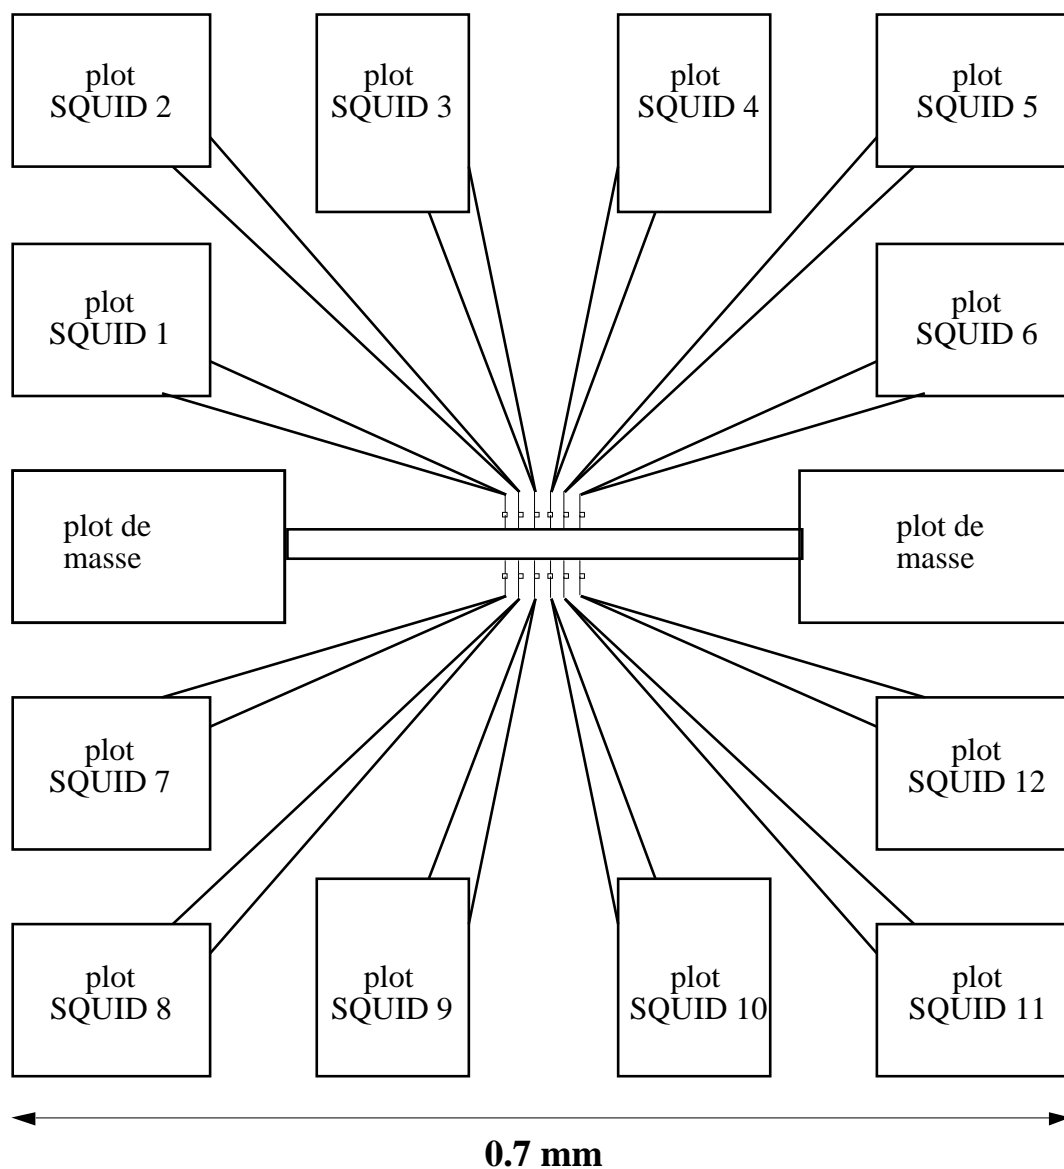 plot
SQUID 2
plot
SQUID 3
plot
SQUID 4
plot
SQUID 5
plot
SQUID 1
plot
SQUID 6
plot de
masse
plot de
masse
plot
SQUID 7
plot
SQUID 12
plot
SQUID 8
plot
SQUID 9
plot
SQUID 10
plot
SQUID 11
0.7 mm